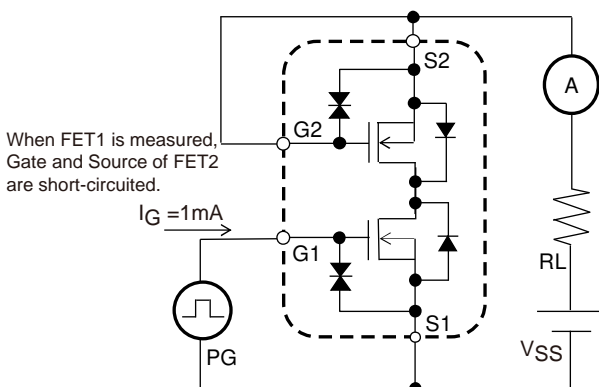 S2
A
G2
When FET1 is measured,
Gate and Source of FET2
are short-circuited.
IG =1mA
G1
RL
S1
VSS
PG